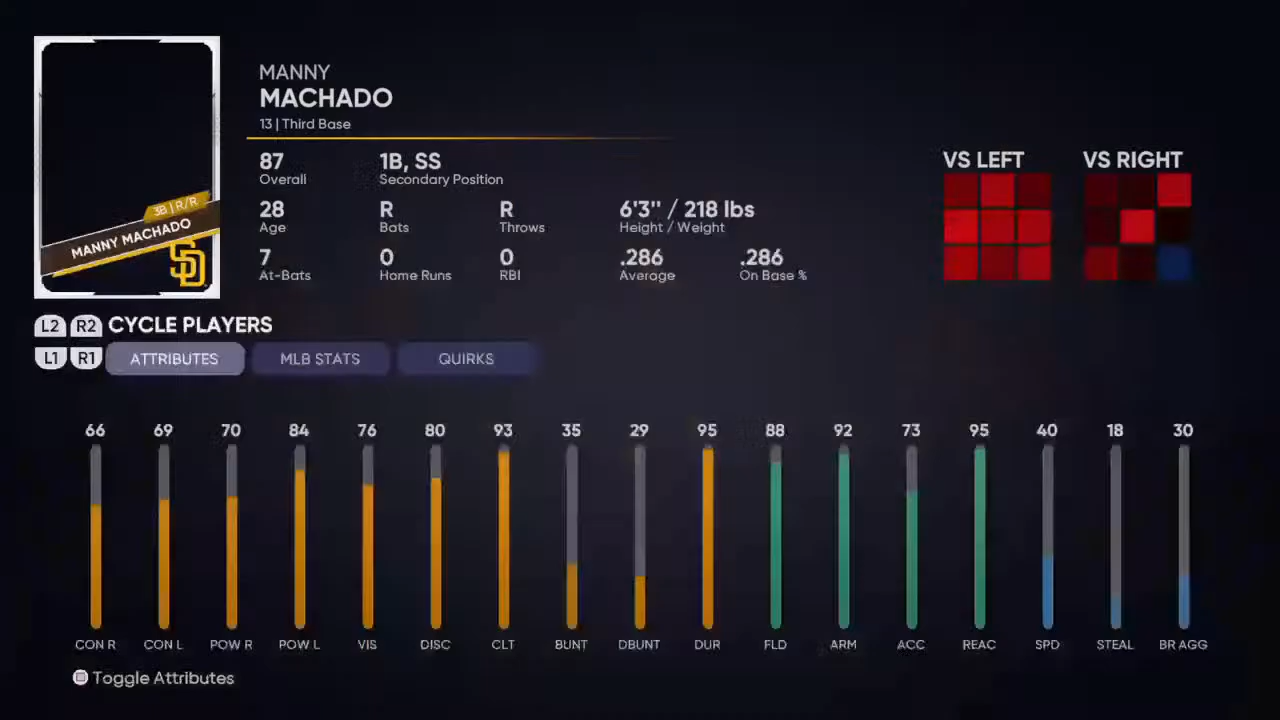 MANNY
MACHADO
13 | Third Base
87 1B, SS
Overall Secondary Position
28 R R 6'3" / 218 lbs
Age Bats Throws Height / Weight
7 0 0 .286 .286
At-Bats Home Runs RBI Average On Base %
VS LEFT VS RIGHT
3B | R/R
MANNY MACHADO
SD
L2 R2 CYCLE PLAYERS
L1 R1 ATTRIBUTES MLB STATS QUIRKS
66 69 70 84 76 80 93 35 29 95 88 92 73 95 40 18 30
CON R CON L POW R POW L VIS DISC CLT BUNT DBUNT DUR FLD ARM ACC REAC SPD STEAL BR AGG
Toggle Attributes